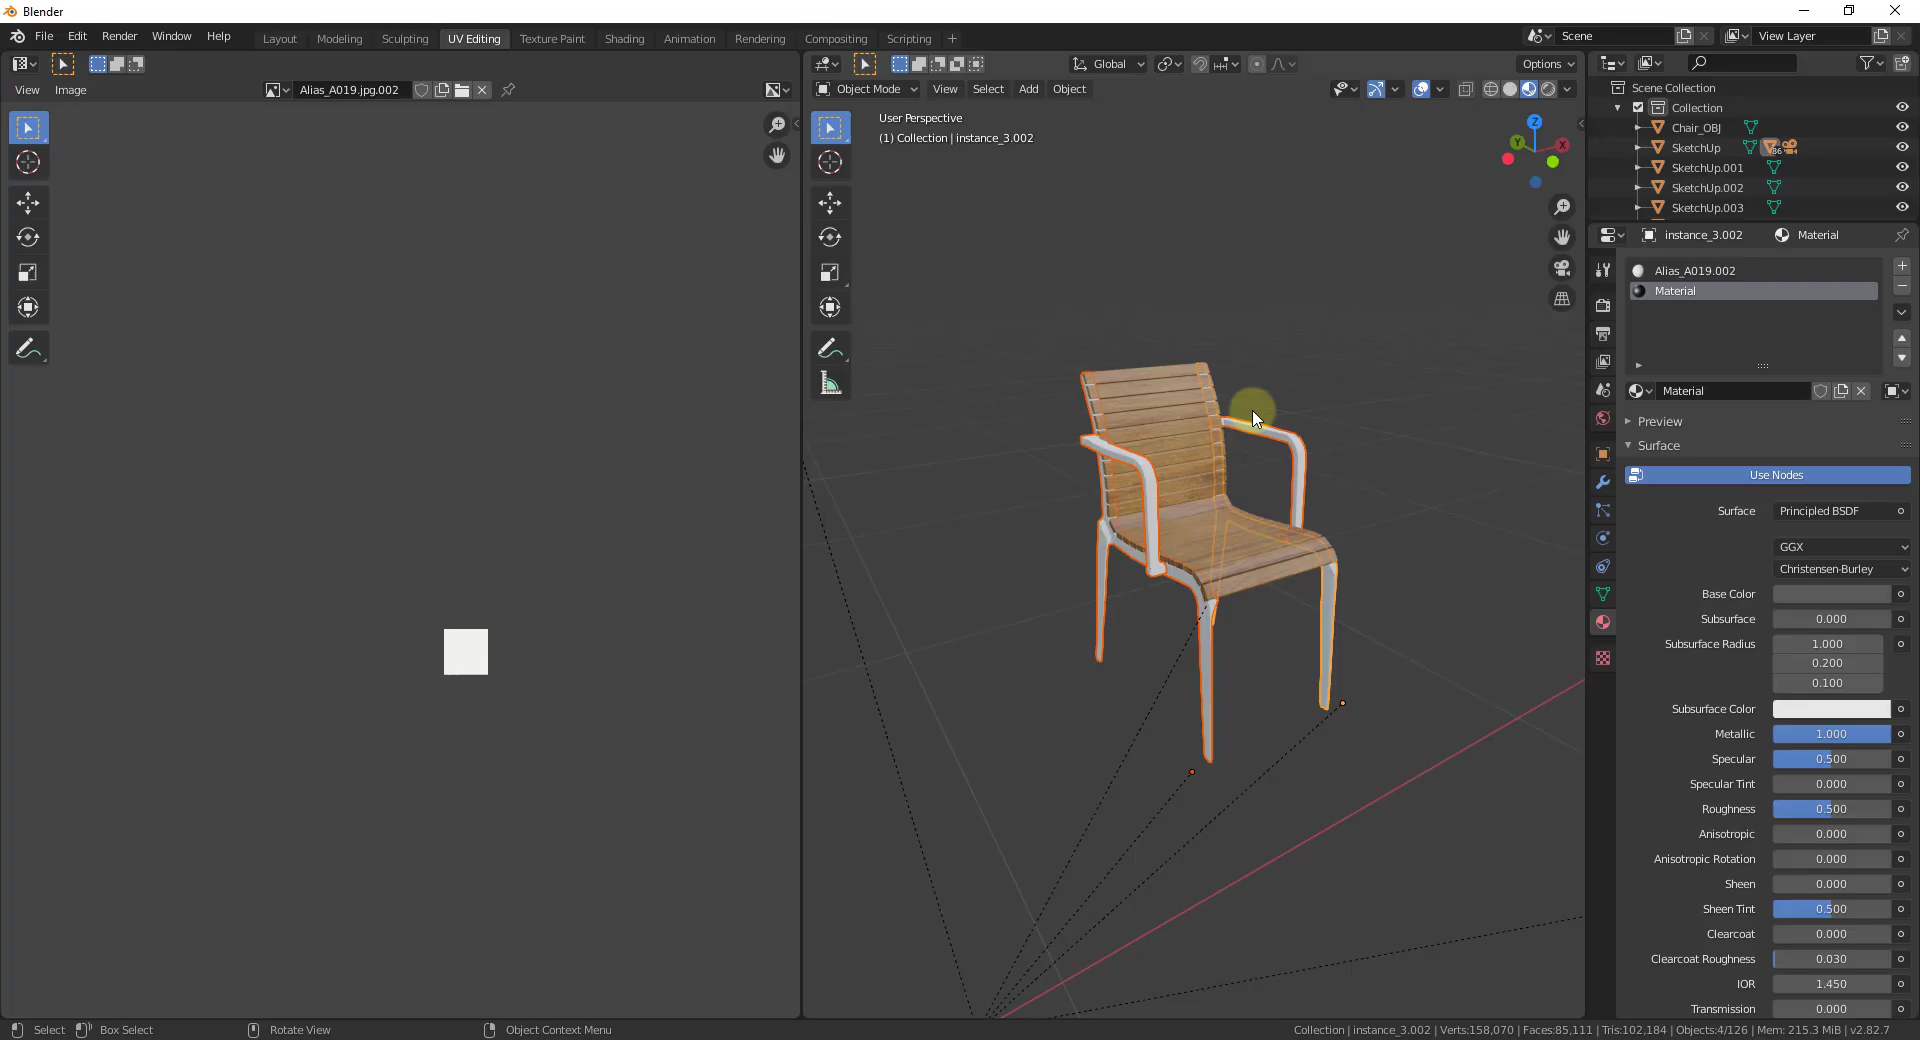 Blender
File Edit Render Window Help
Layout Modeling Sculpting UV Editing Texture Paint Shading Animation Rendering Compositing Scripting +
Scene
View Layer
Global
Options
View Image
Alias_A019.jpg.002
Object Mode View Select Add Object
User Perspective
(1) Collection | instance_3.002
Z
Y
X
Scene Collection
Collection
Chair_OBJ
SketchUp
86
SketchUp.001
SketchUp.002
SketchUp.003
instance_3.002 Material
Alias_A019.002
Material
Material
Preview
Surface
Use Nodes
Surface Principled BSDF
GGX
Christensen-Burley
Base Color
Subsurface 0.000
Subsurface Radius 1.000
0.200
0.100
Subsurface Color
Metallic 1.000
Specular 0.500
Specular Tint 0.000
Roughness 0.500
Anisotropic 0.000
Anisotropic Rotation 0.000
Sheen 0.000
Sheen Tint 0.500
Clearcoat 0.000
Clearcoat Roughness 0.030
IOR 1.450
Transmission 0.000
Select Box Select Rotate View Object Context Menu
Collection | instance_3.002 | Verts:158,070 | Faces:85,111 | Tris:102,184 | Objects:4/126 | Mem: 215.3 MiB | v2.82.7